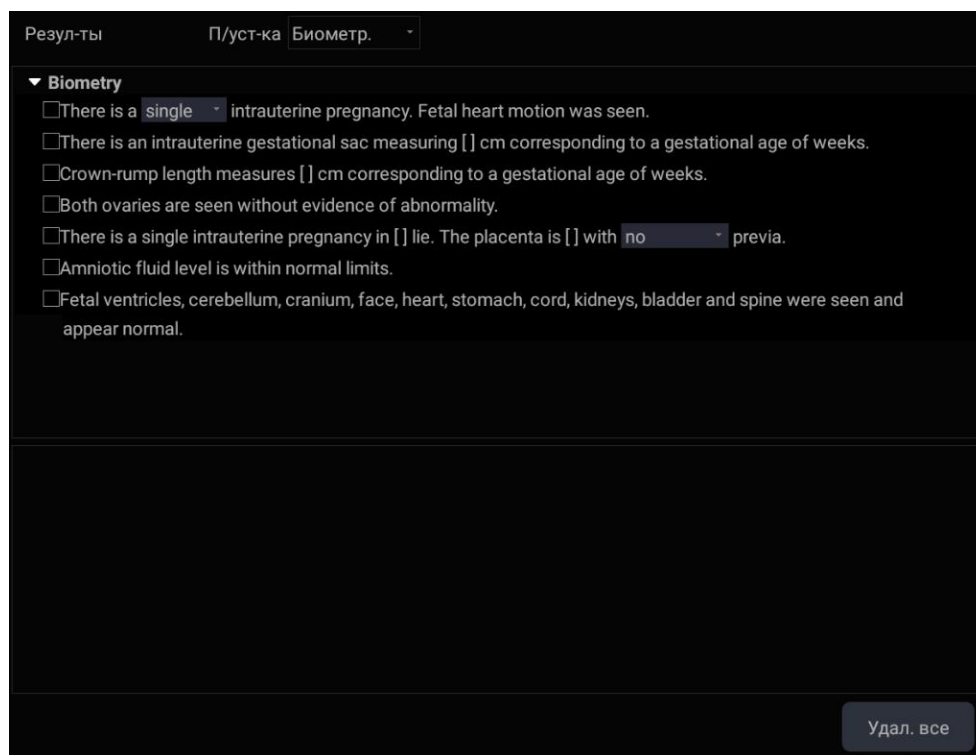 Резул-ты П/уст-ка Биометр.
Biometry
There is a single intrauterine pregnancy. Fetal heart motion was seen.
There is an intrauterine gestational sac measuring [ ] cm corresponding to a gestational age of weeks.
Crown-rump length measures [ ] cm corresponding to a gestational age of weeks.
Both ovaries are seen without evidence of abnormality.
There is a single intrauterine pregnancy in [ ] lie. The placenta is [ ] with no previa.
Amniotic fluid level is within normal limits.
Fetal ventricles, cerebellum, cranium, face, heart, stomach, cord, kidneys, bladder and spine were seen and
appear normal.
Удал. все